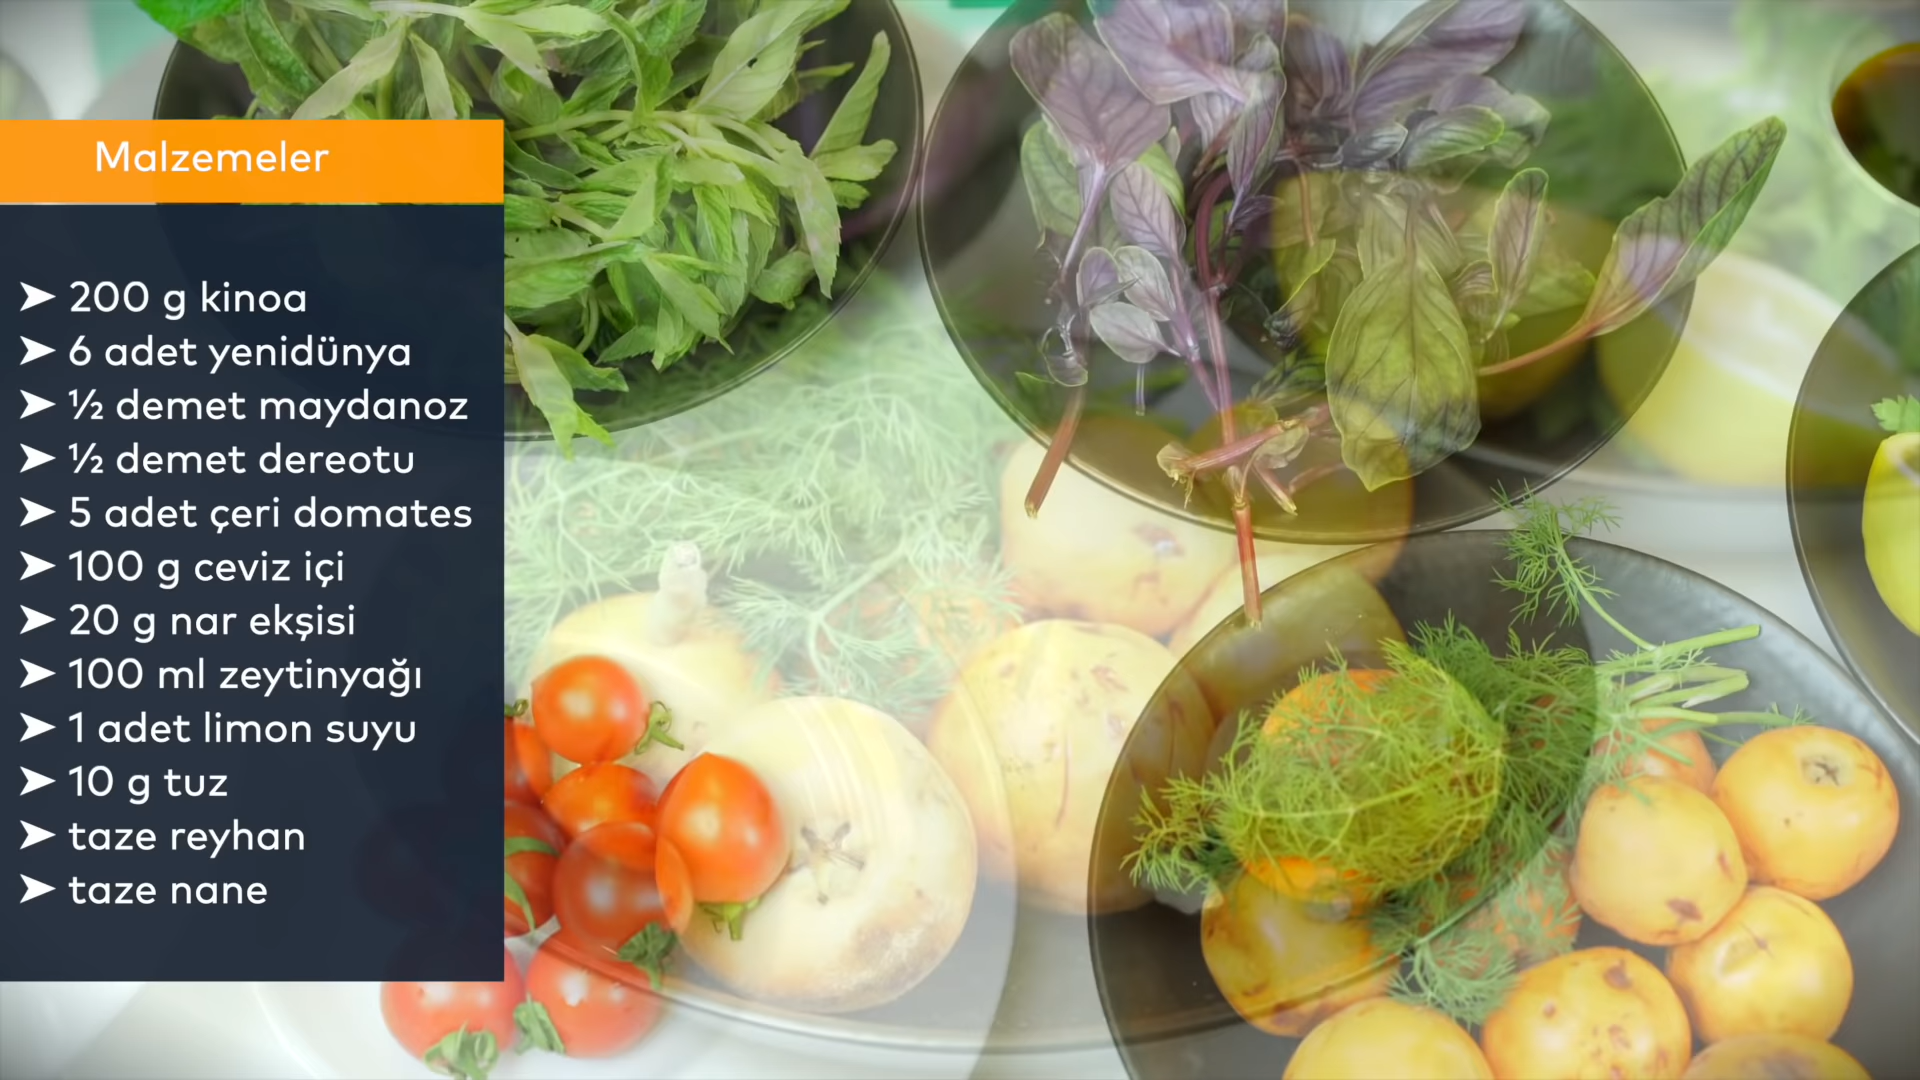 Malzemeler
➤ 200 g kinoa
➤ 6 adet yenidünya
➤ ½ demet maydanoz
➤ ½ demet dereotu
➤ 5 adet çeri domates
➤ 100 g ceviz içi
➤ 20 g nar ekşisi
➤ 100 ml zeytinyağı
➤ 1 adet limon suyu
➤ 10 g tuz
➤ taze reyhan
➤ taze nane